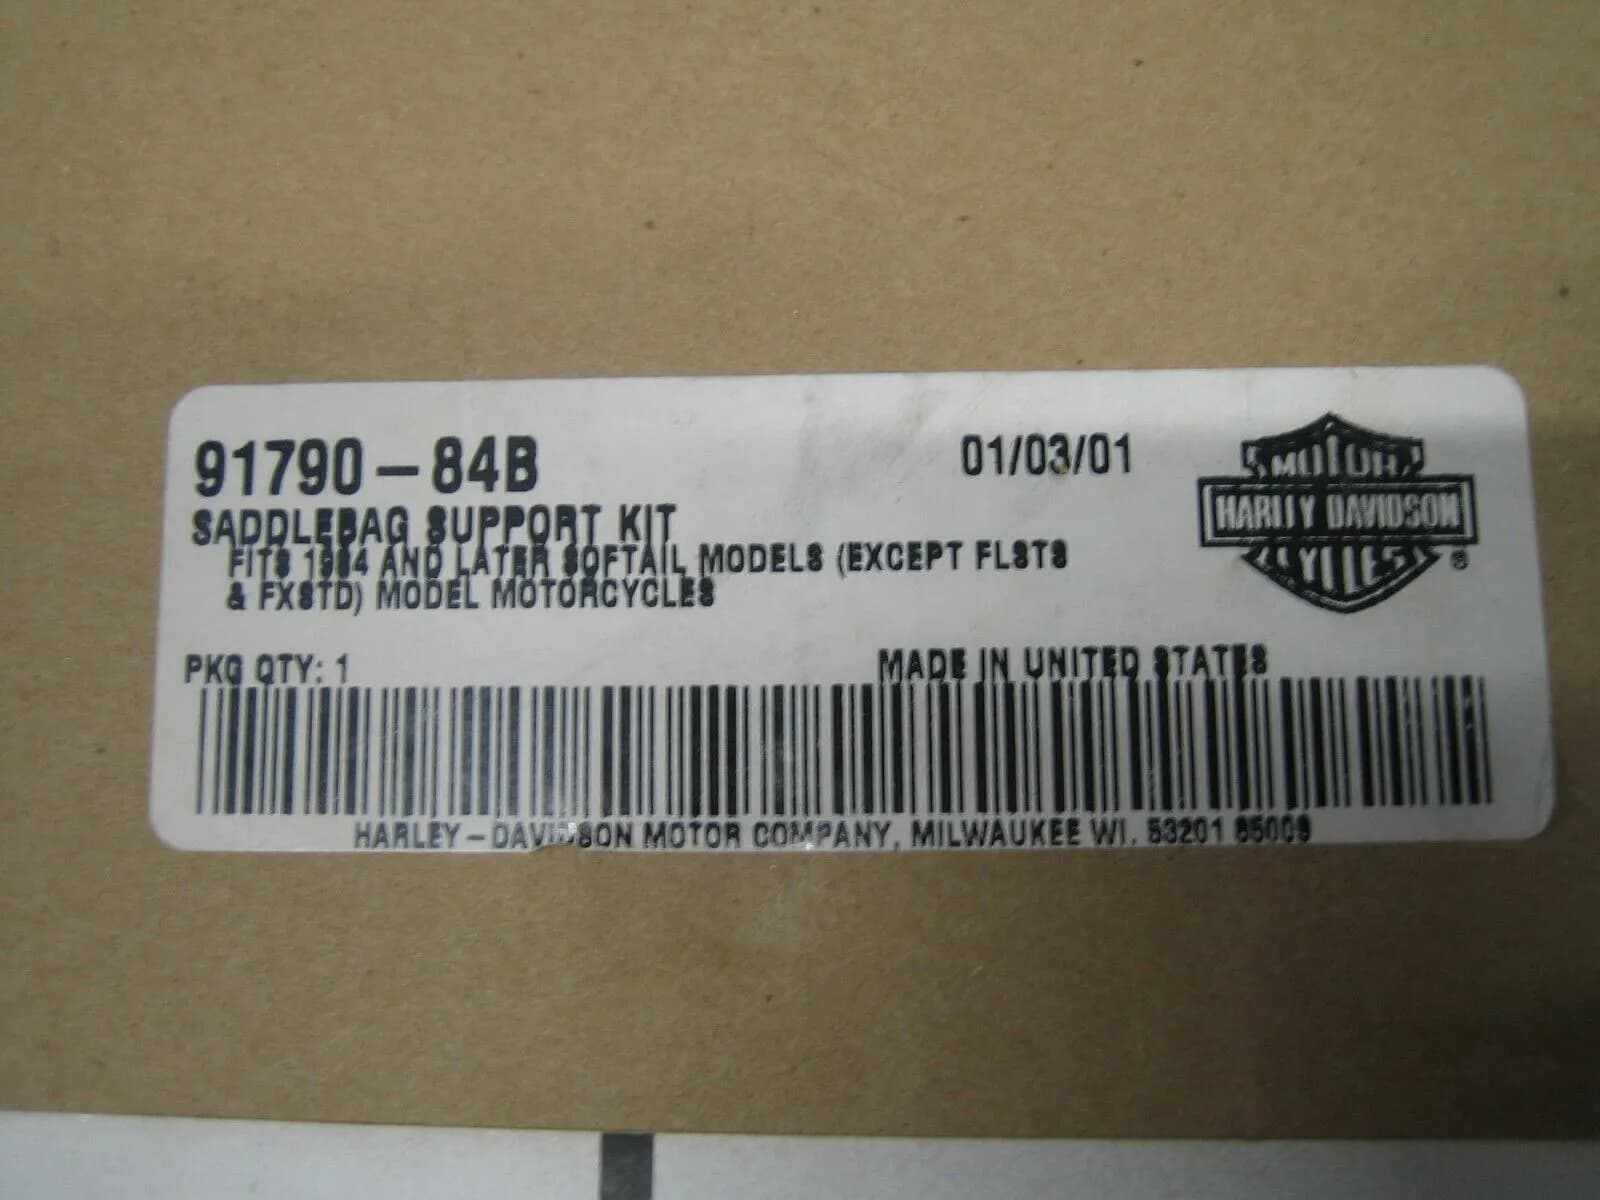 91790-84B
01/03/01
SADDLEBAG SUPPORT KIT
FITS 1984 AND LATER SOFTAIL MODELS (EXCEPT FLSTS
& FXSTD) MODEL MOTORCYCLES
MOTOR
HARLEY-DAVIDSON
CYCLES
®
PKG QTY: 1
MADE IN UNITED STATES
HARLEY-DAVIDSON MOTOR COMPANY, MILWAUKEE WI. 53201